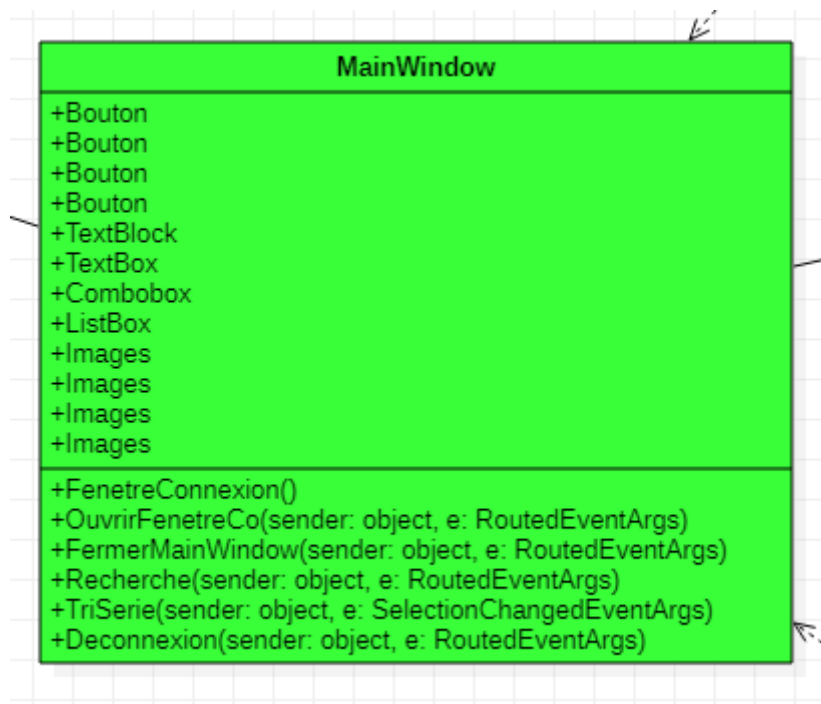 MainWindow
+Bouton
+Bouton
+Bouton
+Bouton
+TextBlock
+TextBox
+Combobox
+ListBox
+Images
+Images
+Images
+Images
+FenetreConnexion()
+OuvrirFenetreCo(sender: object, e: RoutedEventArgs)
+FermerMainWindow(sender: object, e: RoutedEventArgs)
+Recherche(sender: object, e: RoutedEventArgs)
+TriSerie(sender: object, e: SelectionChangedEventArgs)
+Deconnexion(sender: object, e: RoutedEventArgs)